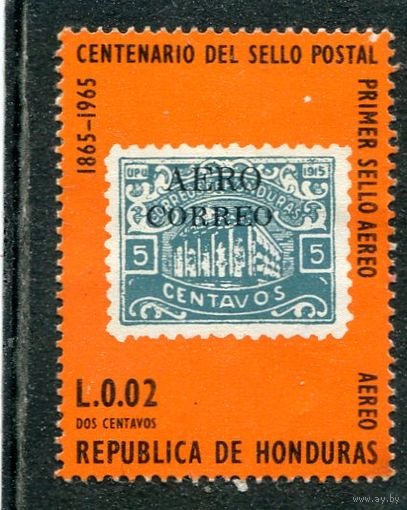 CENTENARIO DEL SELLO POSTAL
1865-1965
PRIMER SELLO AEREO
UPU 1915
CORREOS DE HONDURAS
AERO
CORREO
5 5
CENTAVOS
L.0.02
DOS CENTAVOS
AEREO
REPUBLICA DE HONDURAS
www.ay.by